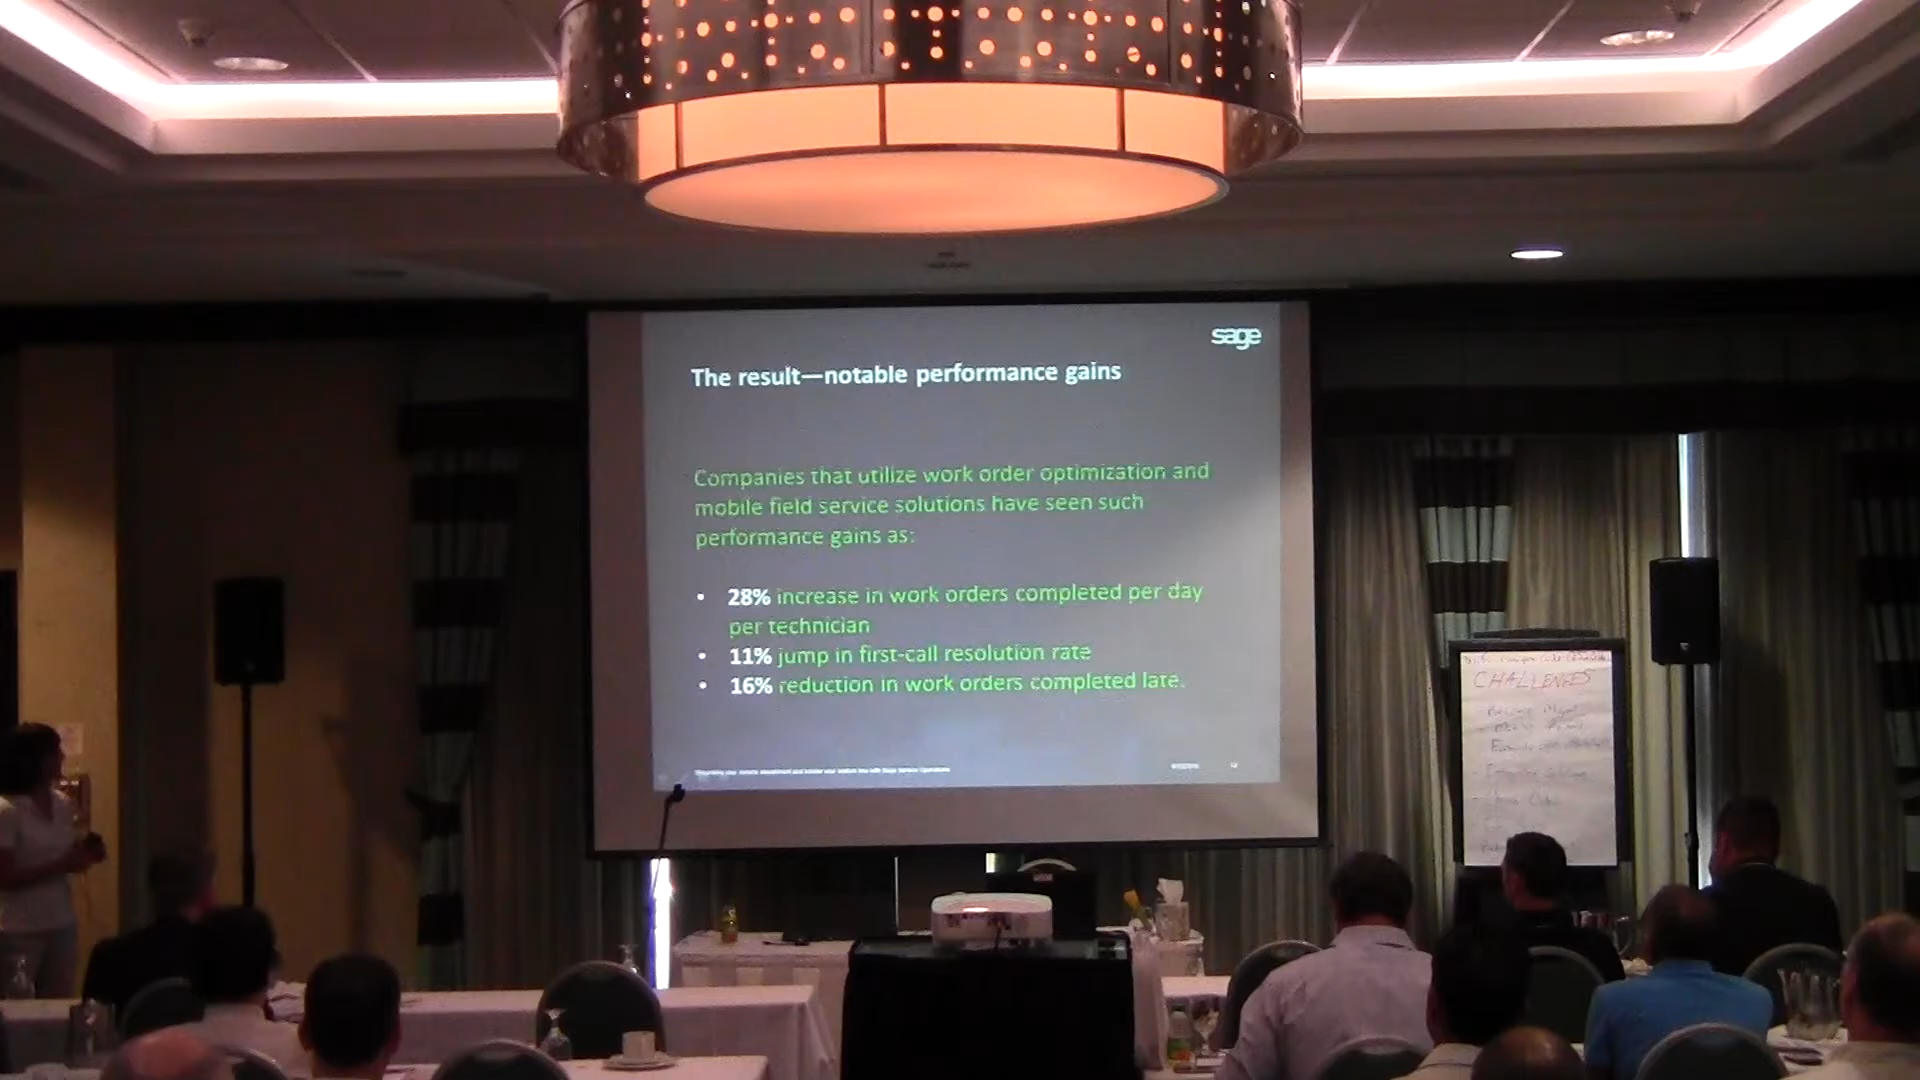 sage
The result—notable performance gains
Companies that utilize work order optimization and
mobile field service solutions have seen such
performance gains as:
• 28% increase in work orders completed per day
per technician
• 11% jump in first-call resolution rate
• 16% reduction in work orders completed late.
CHALLENGES